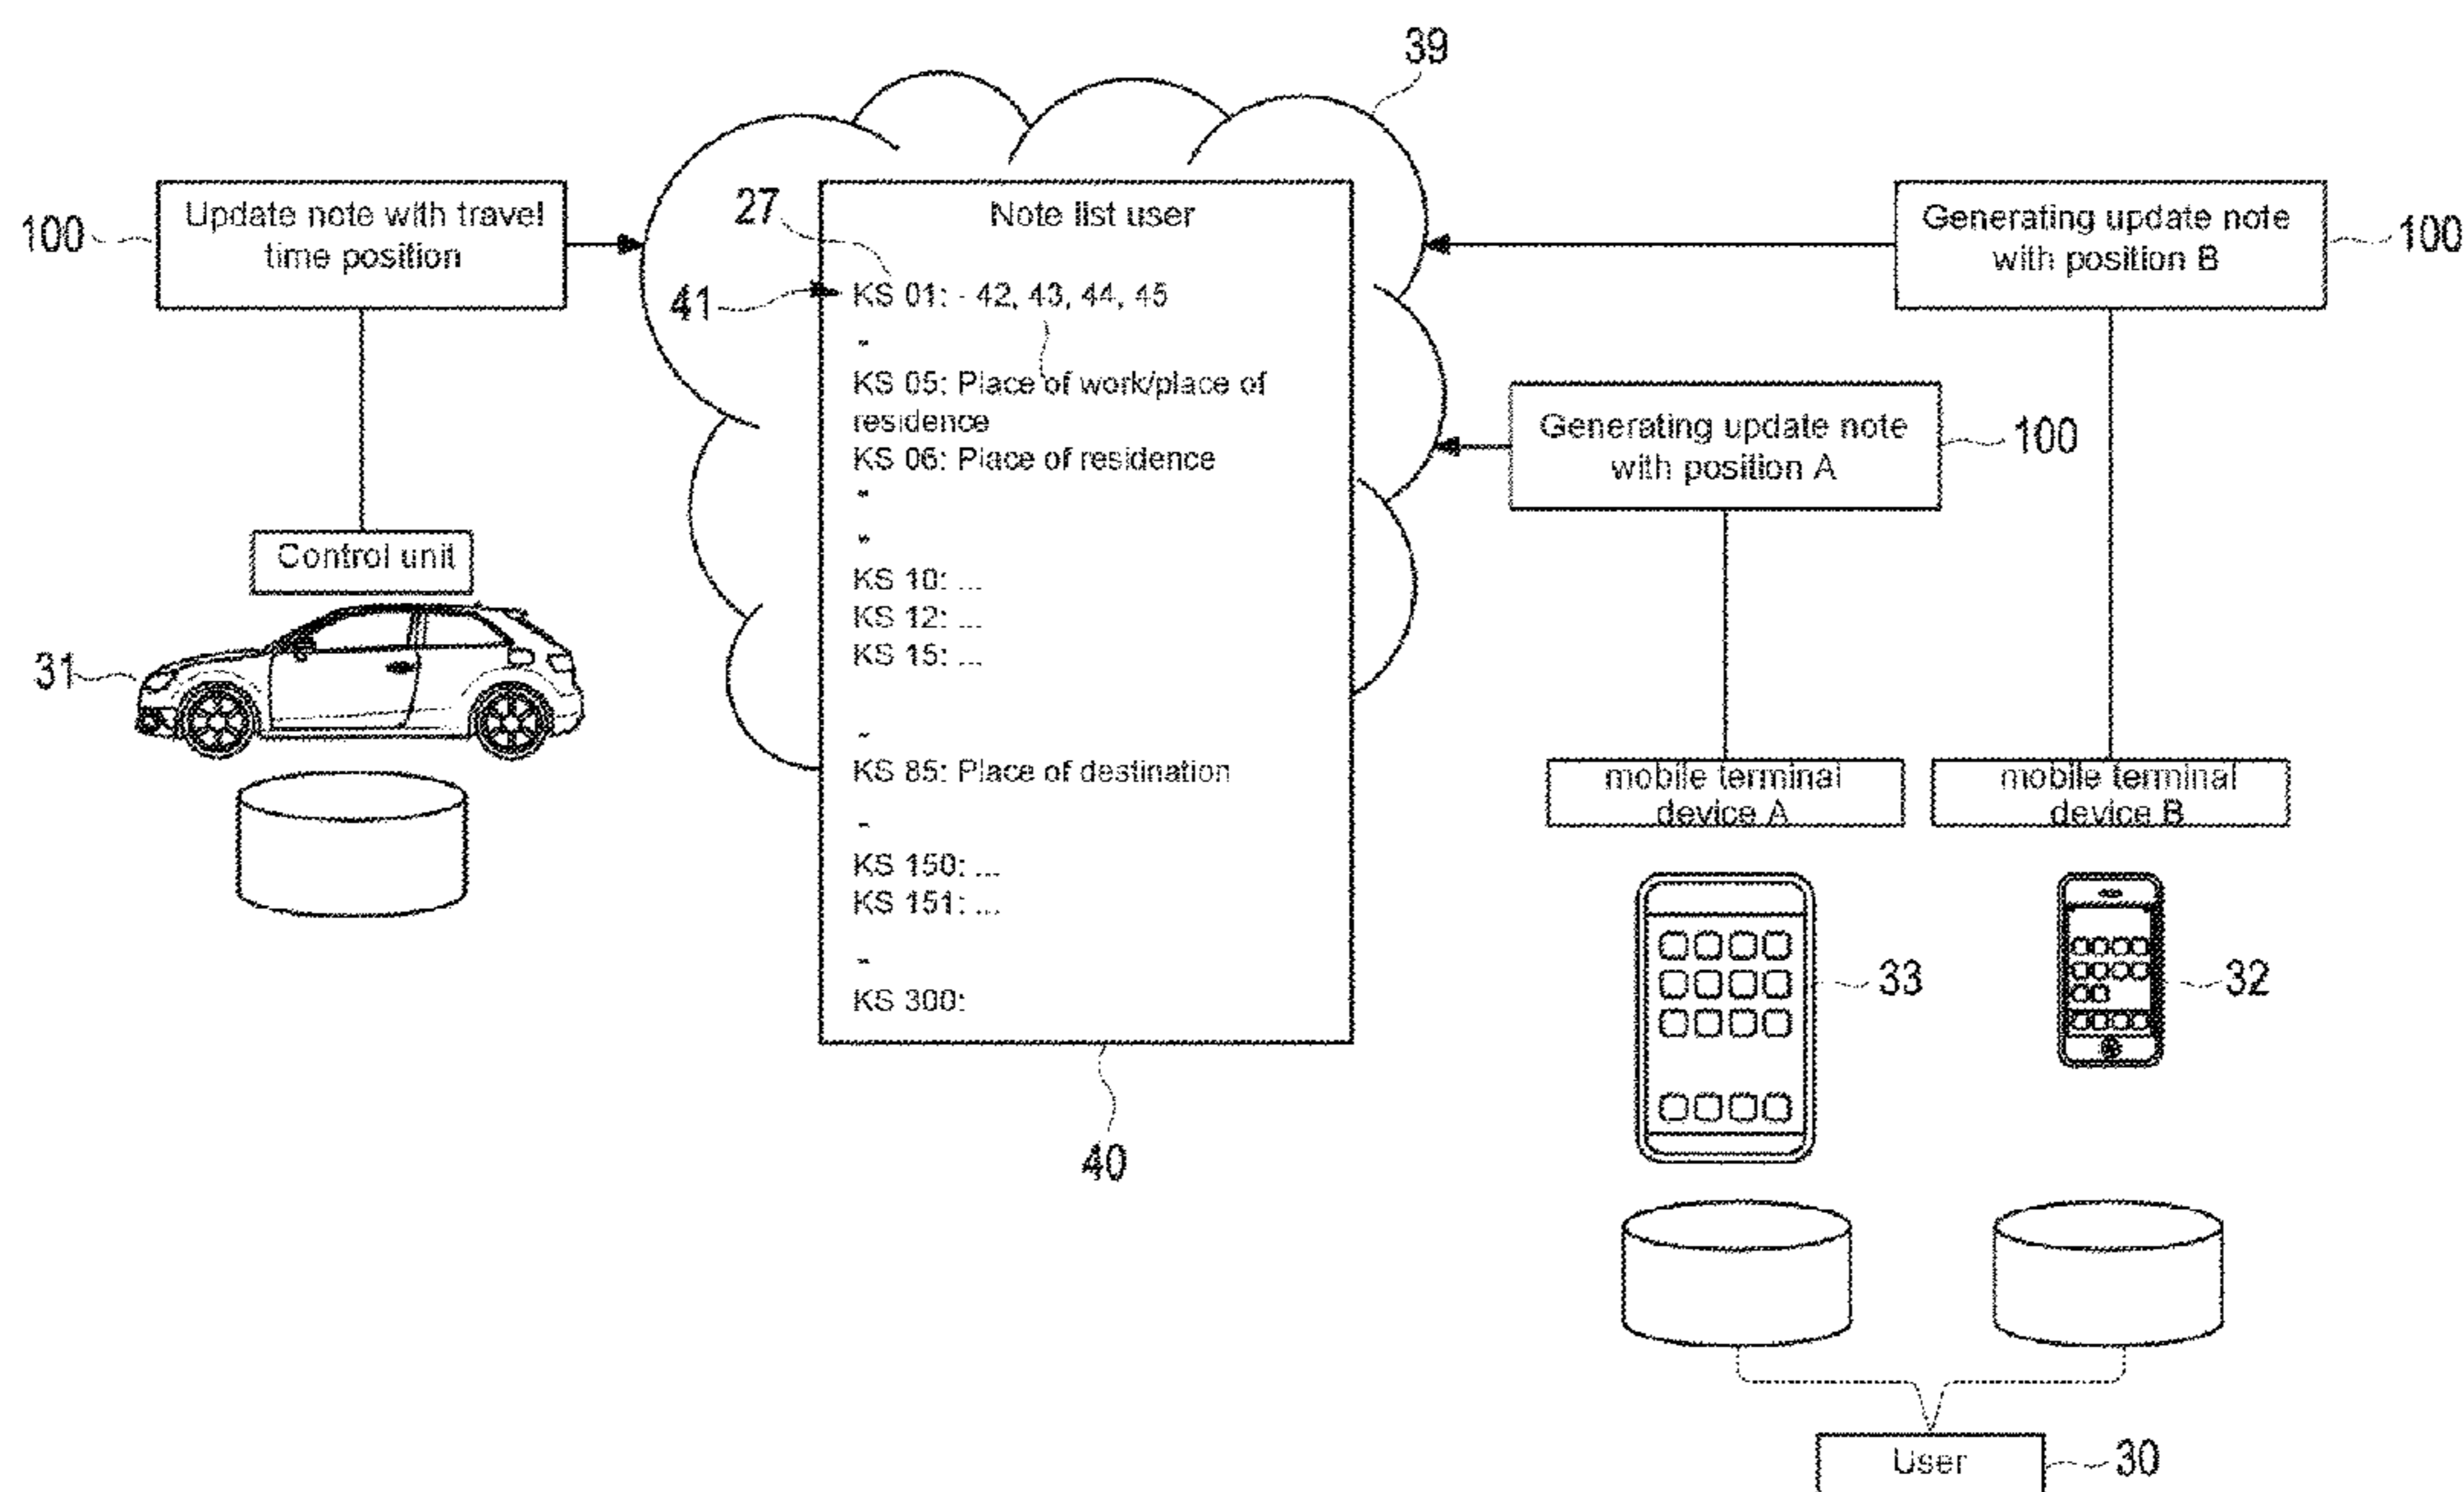 39
Update note with travel
time position
100
27
Note list user
Generating update note
with position B
100
41
KS 01: - 42, 43, 44, 45
KS 05: Place of work/place of
residence
KS 06: Place of residence
Generating update note
with position A
100
Control unit
KS 10: ...
KS 12: ...
KS 15: ...
31
KS 85: Place of destination
mobile terminal
device A
mobile terminal
device B
KS 150: ...
KS 151: ...
33
32
KS 300:
40
User
30